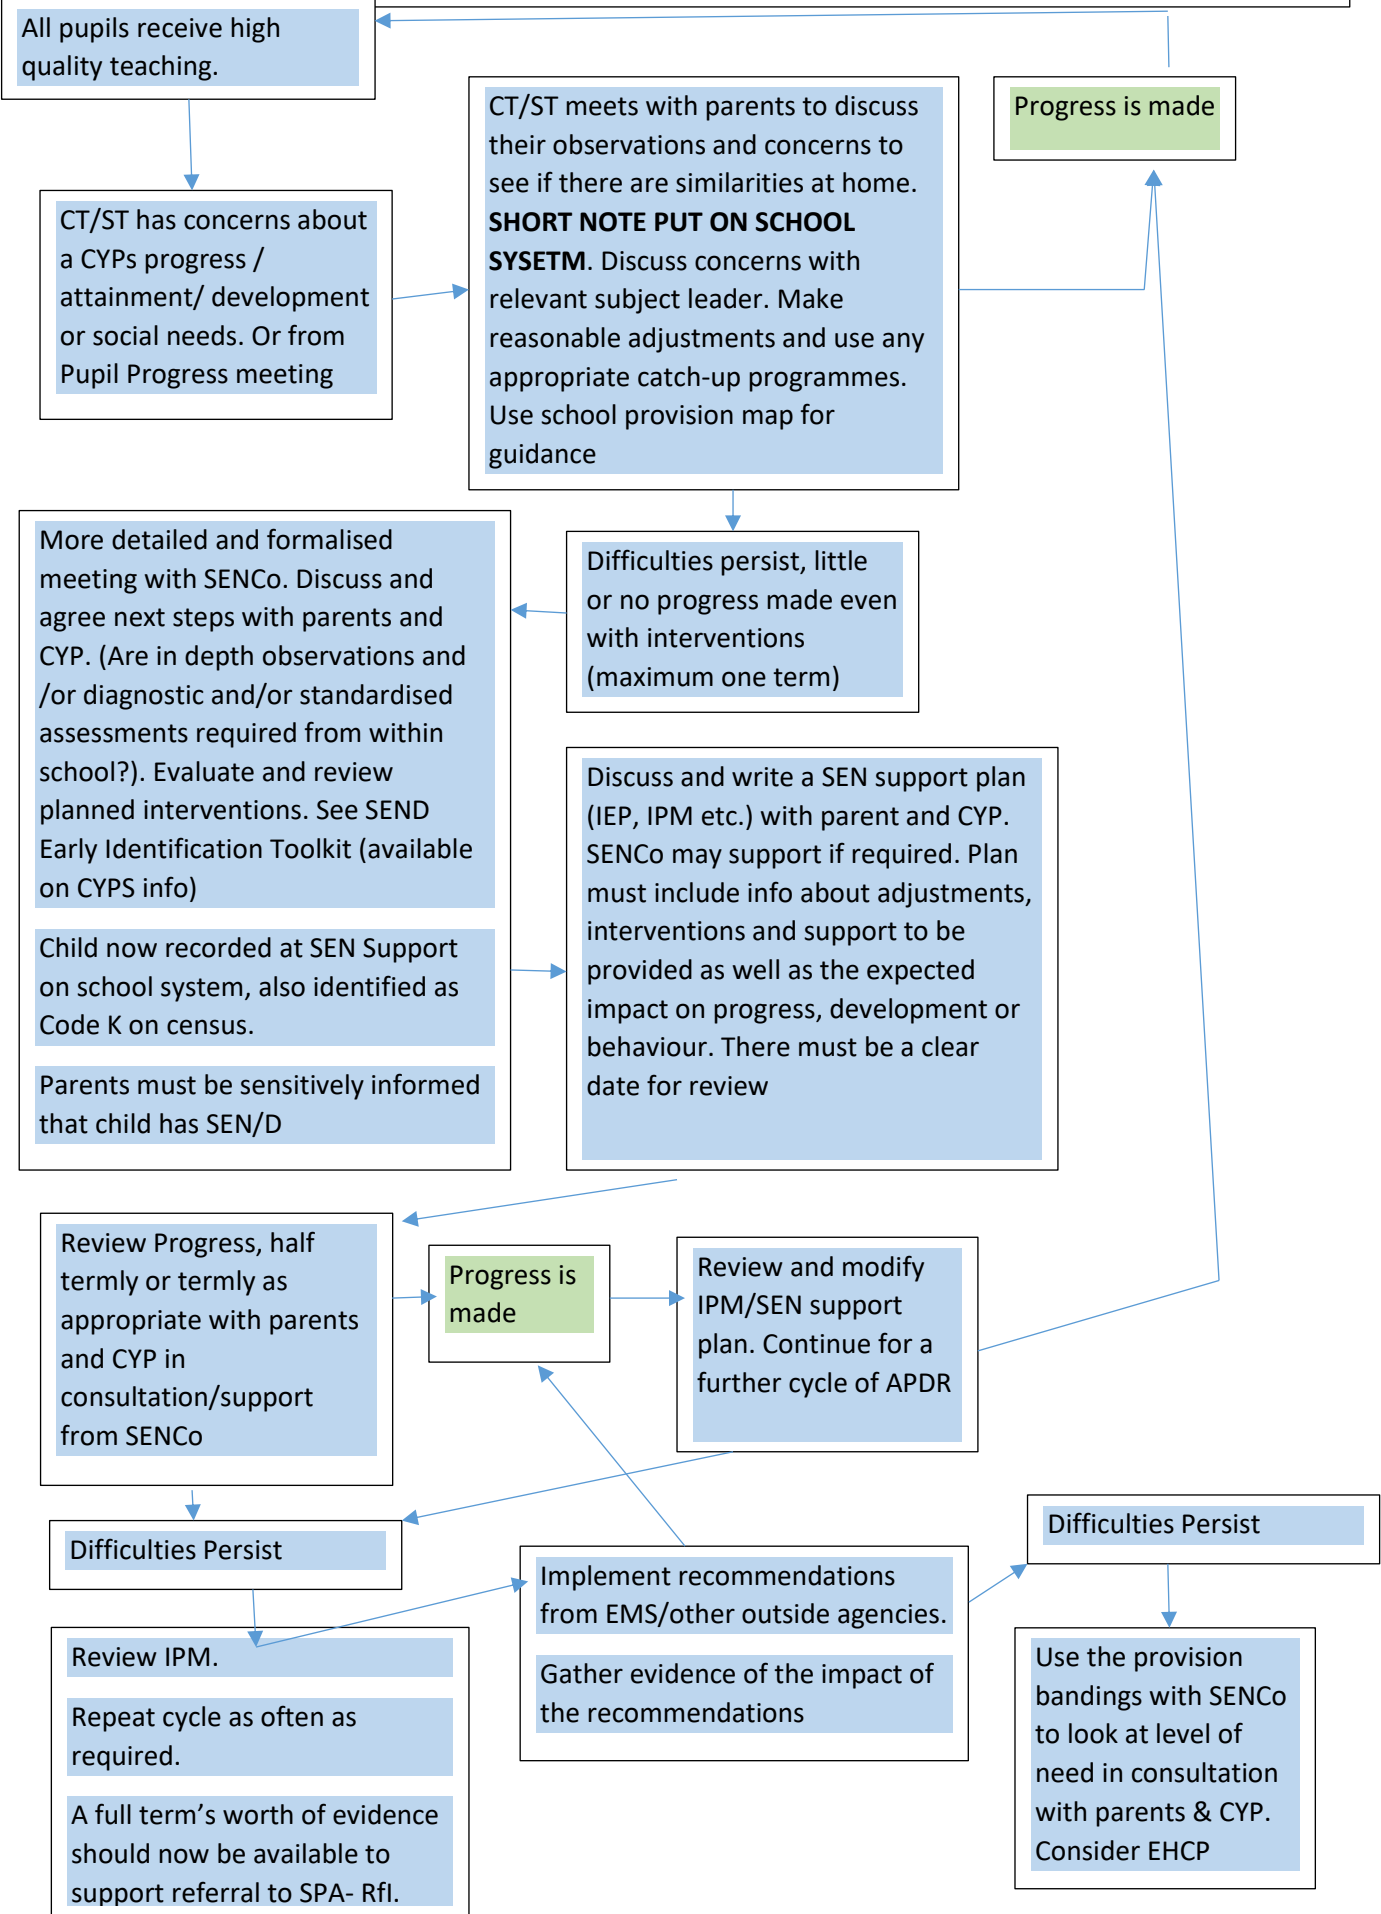 All pupils receive high
quality teaching.
Progress is made
CT/ST has concerns about
a CYPs progress /
attainment/ development
or social needs. Or from
Pupil Progress meeting
CT/ST meets with parents to discuss
their observations and concerns to
see if there are similarities at home.
SHORT NOTE PUT ON SCHOOL
SYSETM. Discuss concerns with
relevant subject leader. Make
reasonable adjustments and use any
appropriate catch-up programmes.
Use school provision map for
guidance
Difficulties persist, little
or no progress made even
with interventions
(maximum one term)
More detailed and formalised
meeting with SENCo. Discuss and
agree next steps with parents and
CYP. (Are in depth observations and
/or diagnostic and/or standardised
assessments required from within
school?). Evaluate and review
planned interventions. See SEND
Early Identification Toolkit (available
on CYPS info)
Child now recorded at SEN Support
on school system, also identified as
Code K on census.
Parents must be sensitively informed
that child has SEN/D
Discuss and write a SEN support plan
(IEP, IPM etc.) with parent and CYP.
SENCo may support if required. Plan
must include info about adjustments,
interventions and support to be
provided as well as the expected
impact on progress, development or
behaviour. There must be a clear
date for review
Review Progress, half
termly or termly as
appropriate with parents
and CYP in
consultation/support
from SENCo
Progress is
made
Review and modify
IPM/SEN support
plan. Continue for a
further cycle of APDR
Difficulties Persist
Review IPM.
Repeat cycle as often as
required.
A full term’s worth of evidence
should now be available to
support referral to SPA- RfI.
Implement recommendations
from EMS/other outside agencies.
Gather evidence of the impact of
the recommendations
Difficulties Persist
Use the provision
bandings with SENCo
to look at level of
need in consultation
with parents & CYP.
Consider EHCP